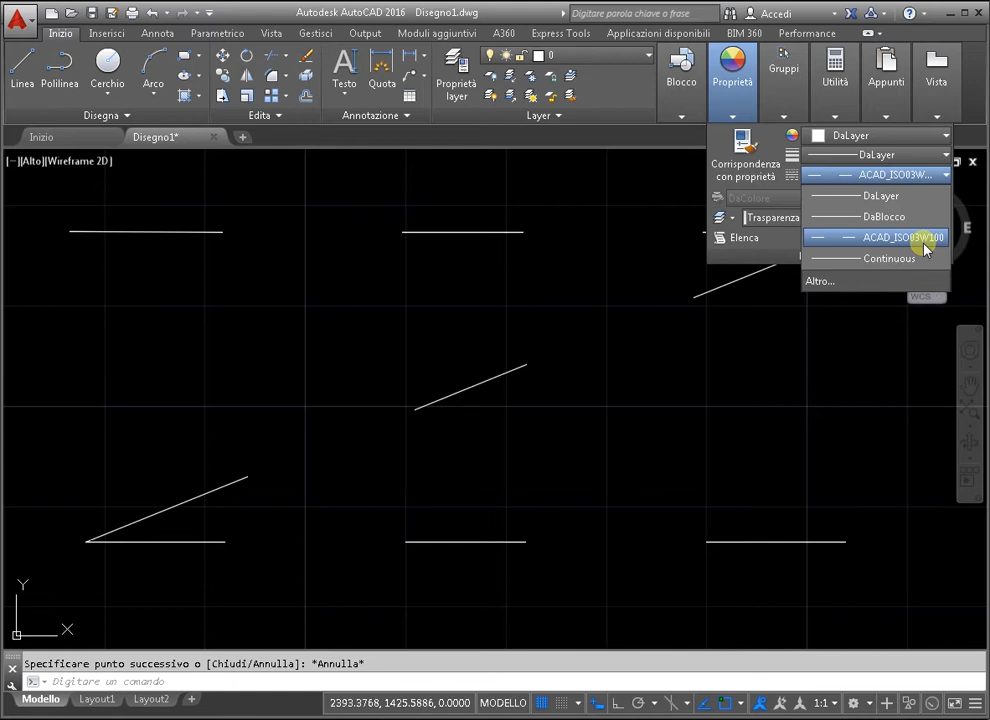 Autodesk AutoCAD 2016   Disegno1.dwg
Digitare parola chiave o frase
Accedi
Inizio Inserisci Annota Parametrico Vista Gestisci Output Moduli aggiuntivi A360 Express Tools Applicazioni disponibili BIM 360 Performance
0
Linea Polilinea Cerchio Arco
Testo Quota
Proprietà
layer
Blocco Proprietà Gruppi Utilità Appunti Vista
Disegna Edita Annotazione Layer
Inizio Disegno1* +
[−][Alto][Wireframe 2D]
Corrispondenza
con proprietà
DaColore
Trasparenza
Elenca
DaLayer
DaLayer
ACAD_ISO03W...
DaLayer
DaBlocco
ACAD_ISO03W100
Continuous
Altro...
E
WCS
Y
X
Specificare punto successivo o [Chiudi/Annulla]: *Annulla*
Digitare un comando
Modello Layout1 Layout2 +
2393.3768, 1425.5886, 0.0000 MODELLO
1:1